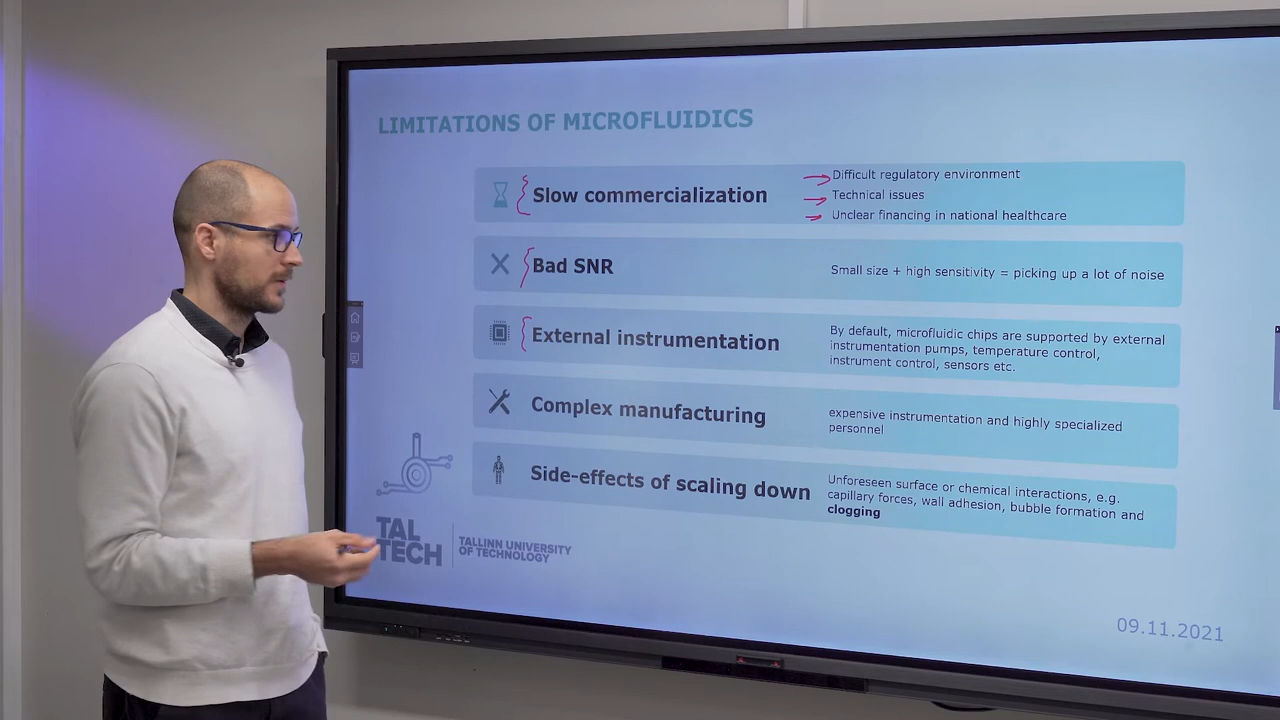 LIMITATIONS OF MICROFLUIDICS
Slow commercialization
Difficult regulatory environment
Technical issues
Unclear financing in national healthcare
Bad SNR
Small size + high sensitivity = picking up a lot of noise
External instrumentation
By default, microfluidic chips are supported by external
instrumentation pumps, temperature control,
instrument control, sensors etc.
Complex manufacturing
expensive instrumentation and highly specialized
personnel
Side-effects of scaling down
Unforeseen surface or chemical interactions, e.g.
capillary forces, wall adhesion, bubble formation and
clogging
TAL
TECH
TALLINN UNIVERSITY
OF TECHNOLOGY
09.11.2021